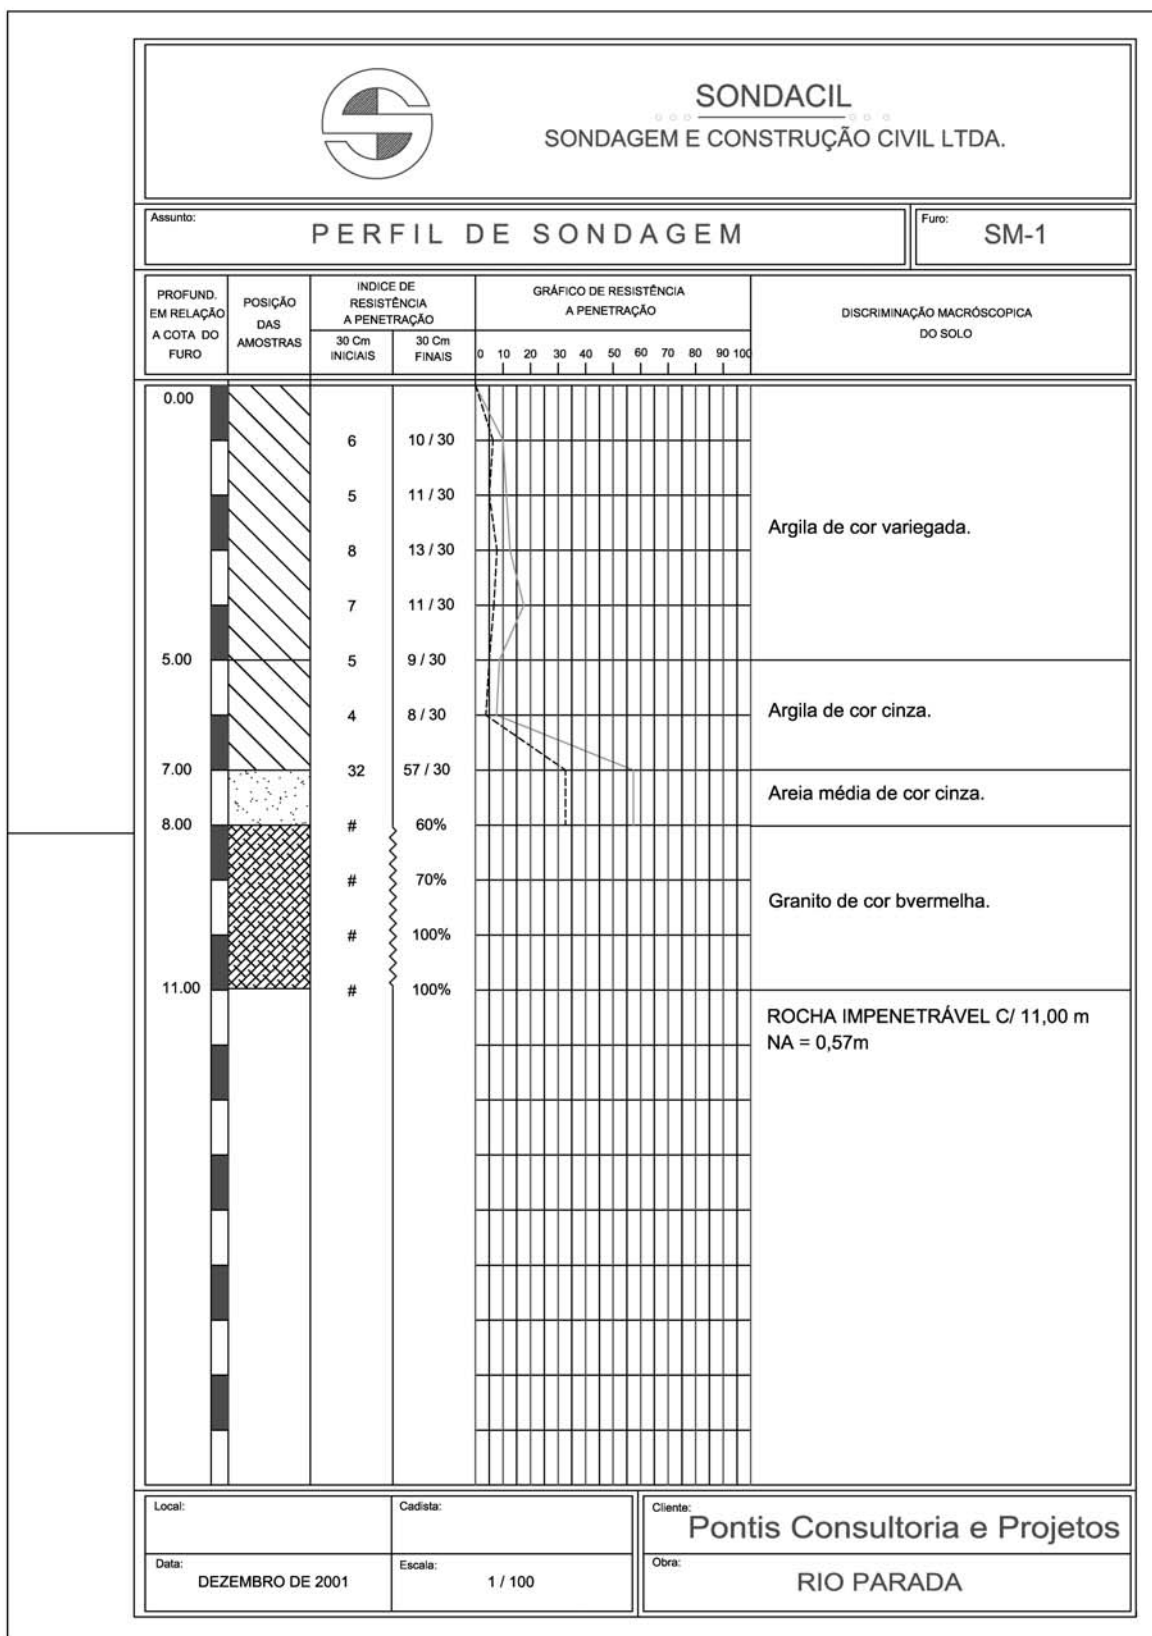 SONDACIL
SONDAGEM E CONSTRUÇÃO CIVIL LTDA.
Assunto:
PERFIL DE SONDAGEM
Furo:
SM-1
PROFUND.
EM RELAÇÃO
A COTA DO
FURO
POSIÇÃO
DAS
AMOSTRAS
INDICE DE
RESISTÊNCIA
A PENETRAÇÃO
30 Cm
INICIAIS
30 Cm
FINAIS
GRÁFICO DE RESISTÊNCIA
A PENETRAÇÃO
0 10 20 30 40 50 60 70 80 90 100
DISCRIMINAÇÃO MACRÓSCOPICA
DO SOLO
0.00
6 10 / 30
5 11 / 30
Argila de cor variegada.
8 13 / 30
7 11 / 30
5.00 5 9 / 30
4 8 / 30
Argila de cor cinza.
7.00 32 57 / 30
Areia média de cor cinza.
8.00 # 60%
# 70%
Granito de cor bvermelha.
# 100%
11.00 # 100%
ROCHA IMPENETRÁVEL C/ 11,00 m
NA = 0,57m
Local:
Cadista:
Cliente:
Pontis Consultoria e Projetos
Data:
DEZEMBRO DE 2001
Escala:
1 / 100
Obra:
RIO PARADA